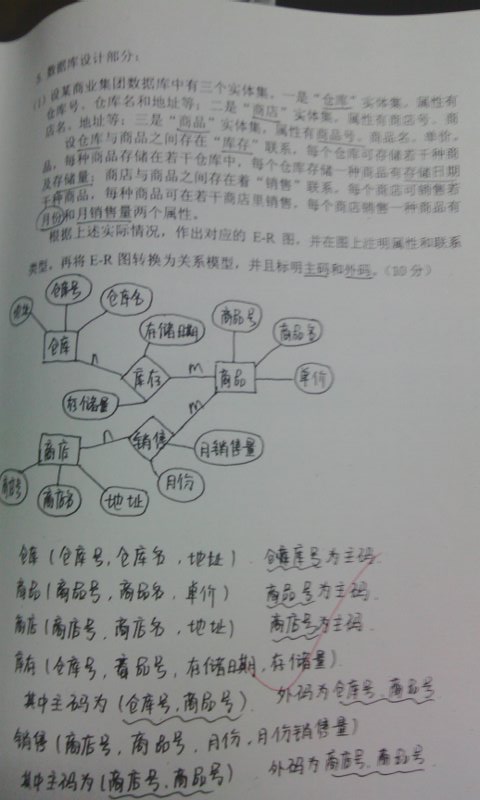 5. 数据库设计部分：
(1) 设某商业集团数据库中有三个实体集。一是“仓库”实体集，属性有
仓库号、仓库名和地址等；二是“商店”实体集，属性有商店号、商
店名、地址等；三是“商品”实体集，属性有商品号、商品名、单价。
设仓库与商品之间存在“库存”联系，每个仓库可存储若干种商
品，每种商品存储在若干仓库中，每个仓库存储一种商品有存储日期
及存储量；商店与商品之间存在着“销售”联系，每个商店可销售若
干种商品，每种商品可在若干商店里销售，每个商店销售一种商品有
月份和月销售量两个属性。
根据上述实际情况，作出对应的 E-R 图，并在图上注明属性和联系
类型，再将 E-R 图转换为关系模型，并且标明主码和外码。(10 分)
仓库号
仓库名
地址
存储日期
商品号
商品名
仓库
n
库存
m
商品
单价
存储量
m
商店
n
销售
月销售量
商店号
商店名
地址
月份
仓库 (仓库号, 仓库名, 地址) 仓库号为主码.
商品 (商品号, 商品名, 单价) 商品号为主码.
商店 (商店号, 商店名, 地址) 商店号为主码.
库存 (仓库号, 商品号, 存储日期, 存储量)
其中主码为 (仓库号, 商品号). 外码为仓库号, 商品号
销售 (商店号, 商品号, 月份, 月份销售量)
其中主码为 (商店号, 商品号) 外码为商店号, 商品号